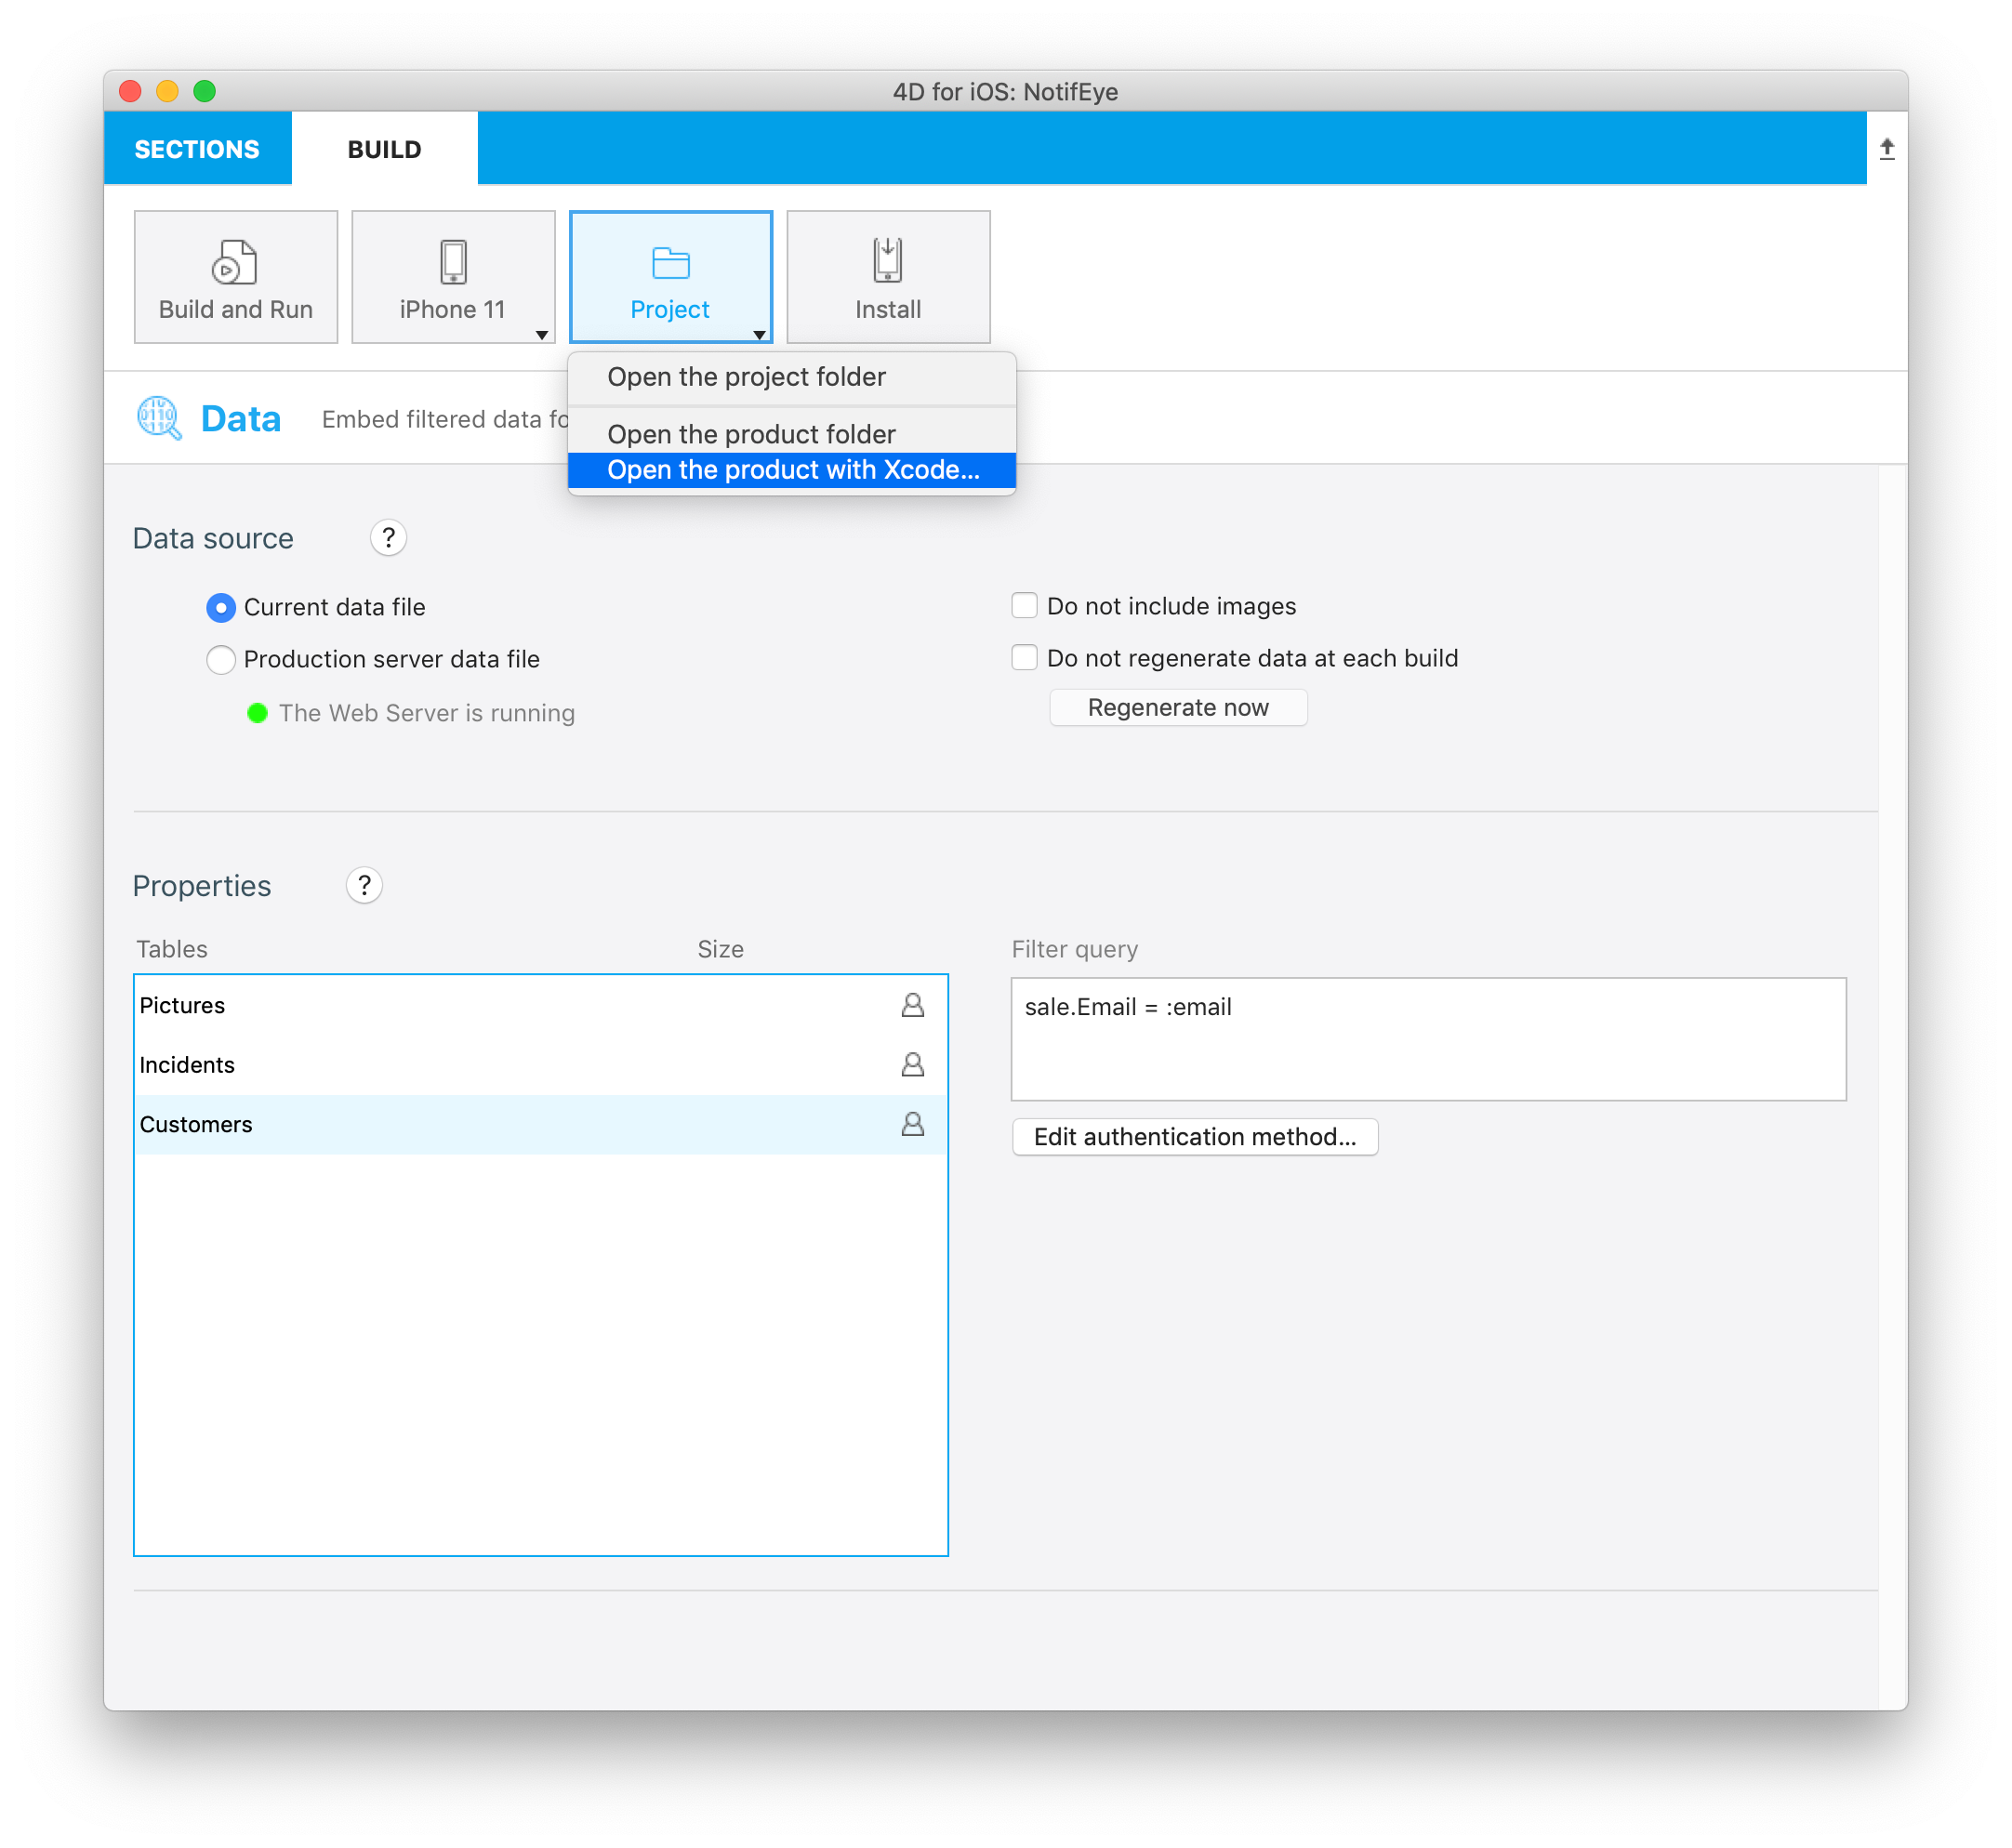 4D for iOS: NotifEye
SECTIONS BUILD
Build and Run iPhone 11 Project Install
Open the project folder
Open the product folder
Open the product with Xcode...
Data Embed filtered data
Data source ?
Current data file
Production server data file
The Web Server is running
Do not include images
Do not regenerate data at each build
Regenerate now
Properties ?
Tables Size
Pictures
Incidents
Customers
Filter query
sale.Email = :email
Edit authentication method...